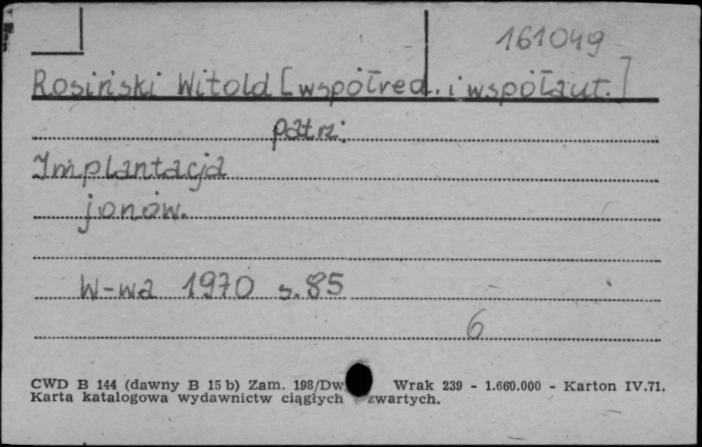 161049
Rosiński Witold [współred. i współaut.]
patrz:
Implantacja
jonów.
W-wa 1970 s. 85
6
CWD B 144 (dawny B 15 b) Zam. 198/Dw Wrak 239 - 1.660.000 - Karton IV.71.
Karta katalogowa wydawnictw ciągłych zwartych.